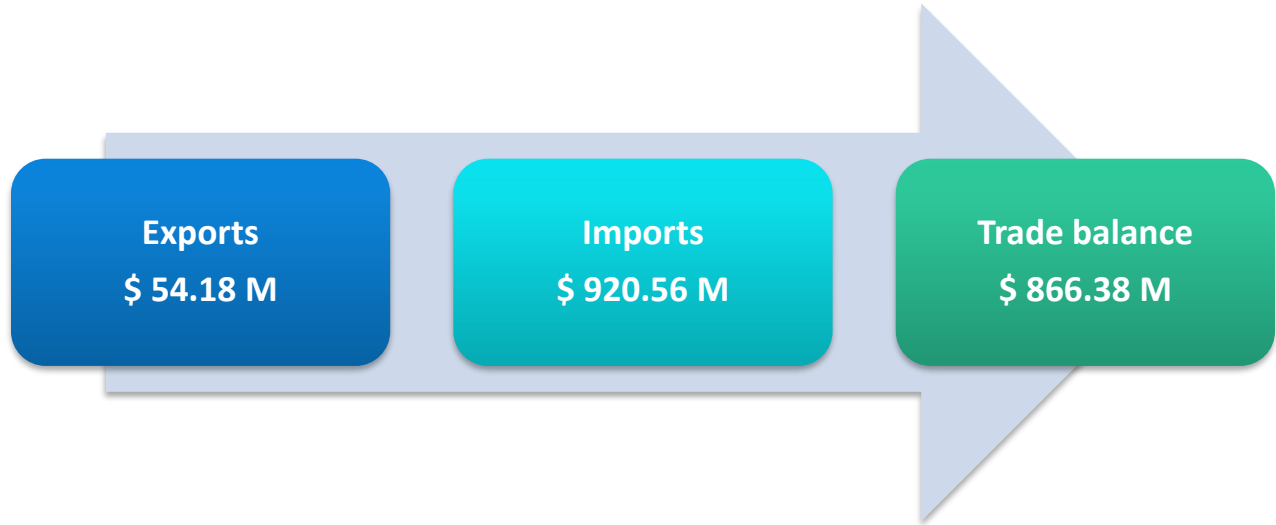 Exports
$ 54.18 M
Imports
$ 920.56 M
Trade balance
$ 866.38 M